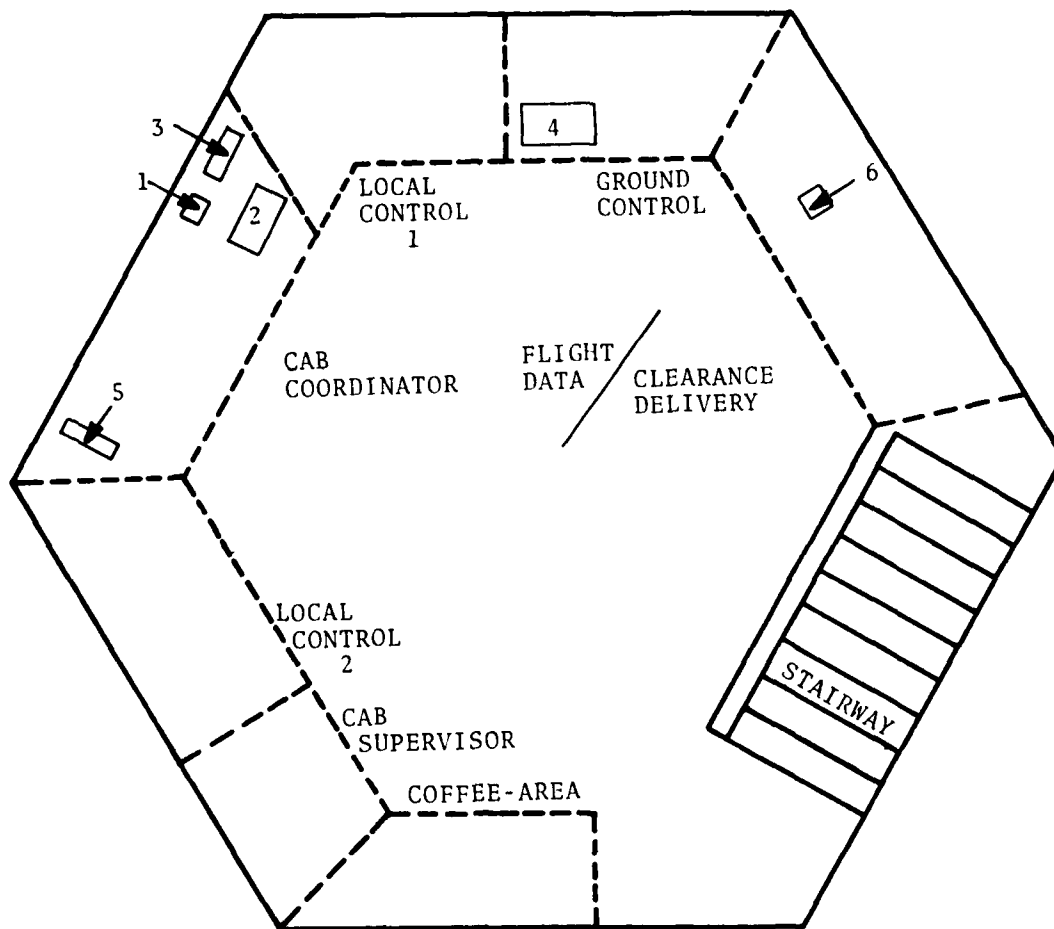 4
3
1
2
6
LOCAL
CONTROL
1
GROUND
CONTROL
CAB
COORDINATOR
FLIGHT
DATA
CLEARANCE
DELIVERY
5
LOCAL
CONTROL
2
CAB
SUPERVISOR
STAIRWAY
COFFEE-AREA